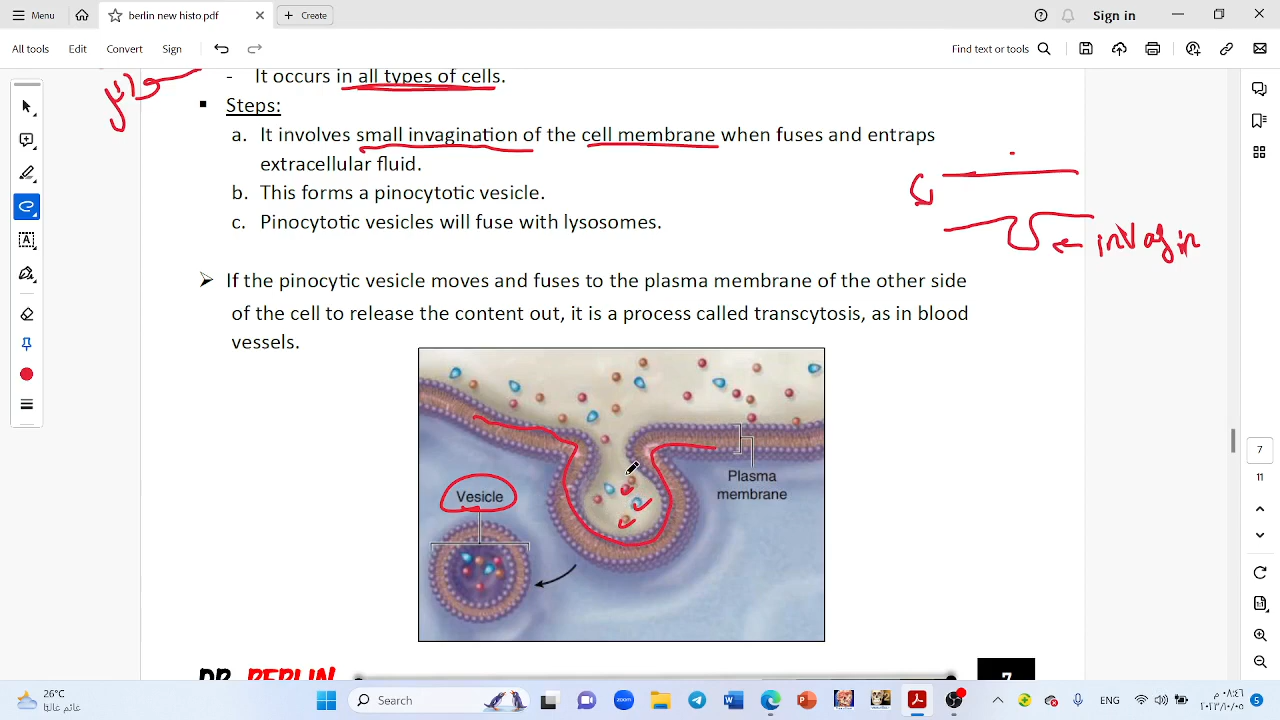 Menu
berlin new histo pdf
Create
Sign in
All tools
Edit
Convert
Sign
Find text or tools
- It occurs in all types of cells.
Steps:
a. It involves small invagination of the cell membrane when fuses and entraps
extracellular fluid.
b. This forms a pinocytotic vesicle.
c. Pinocytotic vesicles will fuse with lysosomes.
invagin
If the pinocytic vesicle moves and fuses to the plasma membrane of the other side
of the cell to release the content out, it is a process called transcytosis, as in blood
vessels.
Plasma
membrane
Vesicle
7
11
DR. BERLIN
7
26°C
Search
zoom
ENG
5